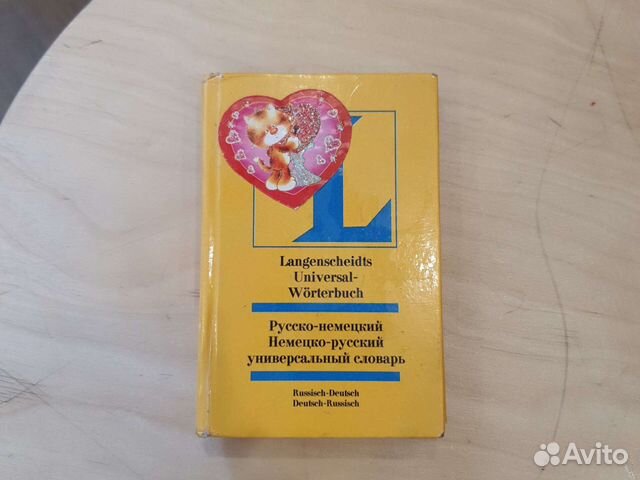 L
Langenscheidts
Universal-
Wörterbuch
Русско-немецкий
Немецко-русский
универсальный словарь
Russisch-Deutsch
Deutsch-Russisch
Avito